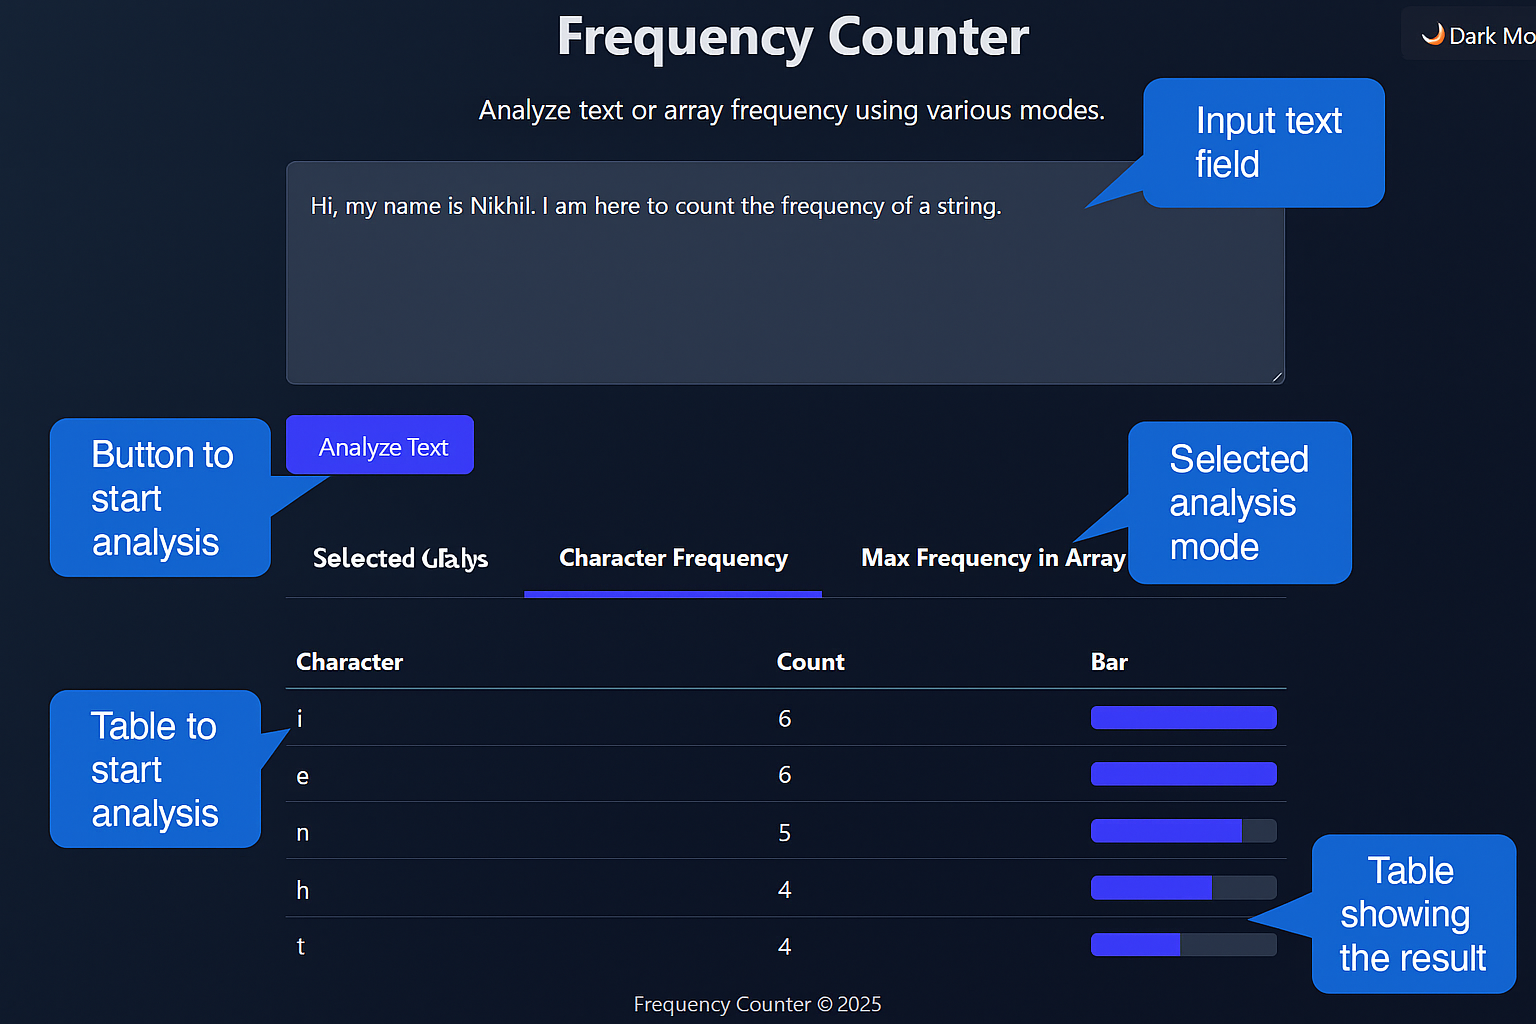 Frequency Counter
🌙 Dark Mo
Analyze text or array frequency using various modes.
Input text
field
Hi, my name is Nikhil. I am here to count the frequency of a string.
Analyze Text
Button to
start
analysis
Selected
analysis
mode
Selected
Character Frequency
Max Frequency in Array
Character Count Bar
Table to
start
analysis
i 6
e 6
n 5
h 4
t 4
Table
showing
the result
Frequency Counter © 2025